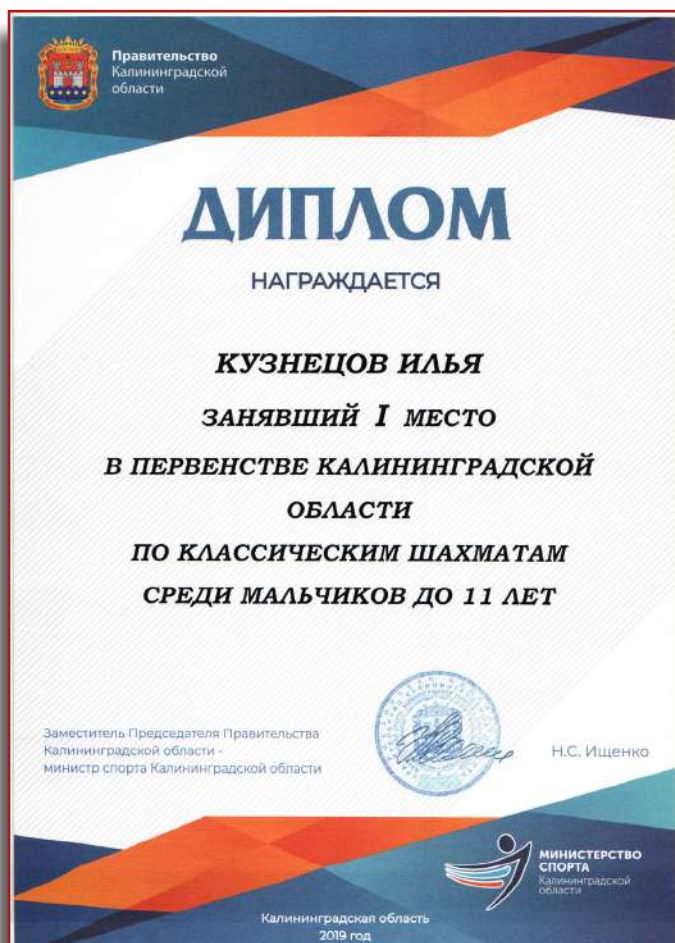 Правительство
Калининградской
области
ДИПЛОМ
НАГРАЖДАЕТСЯ
КУЗНЕЦОВ ИЛЬЯ
ЗАНЯВШИЙ I МЕСТО
В ПЕРВЕНСТВЕ КАЛИНИНГРАДСКОЙ
ОБЛАСТИ
ПО КЛАССИЧЕСКИМ ШАХМАТАМ
СРЕДИ МАЛЬЧИКОВ ДО 11 ЛЕТ
Заместитель Председателя Правительства
Калининградской области -
министр спорта Калининградской области
Н.С. Ищенко
МИНИСТЕРСТВО
СПОРТА
Калининградской
области
Калининградская область
2019 год